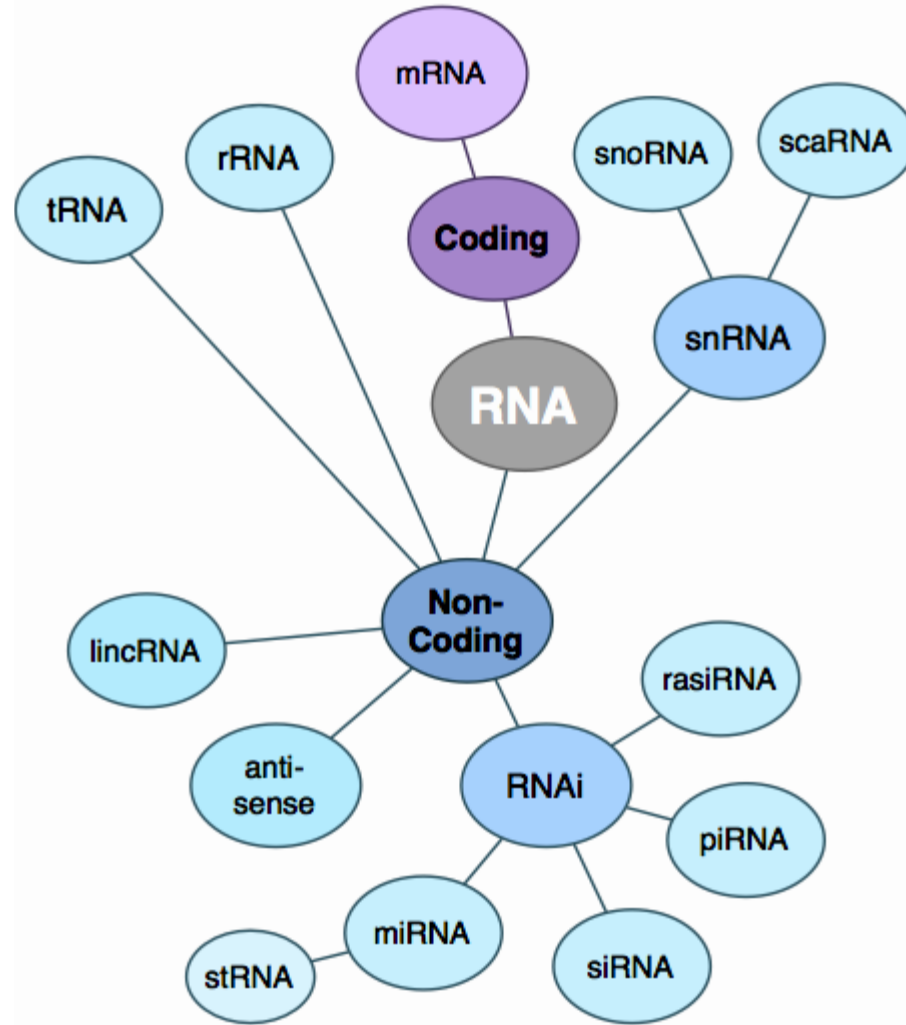 mRNA
rRNA
snoRNA
scaRNA
tRNA
Coding
snRNA
RNA
Non-
Coding
lincRNA
rasiRNA
anti-
sense
RNAi
piRNA
miRNA
siRNA
stRNA